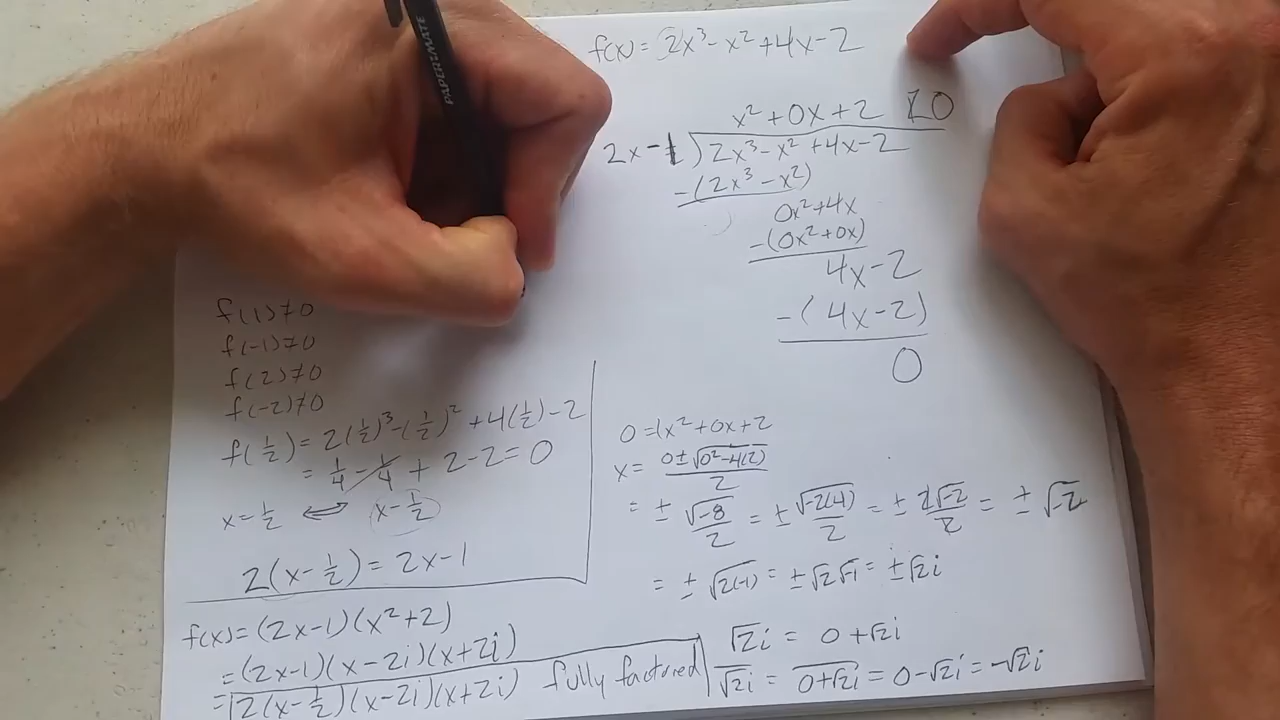 PAPERMATE
f(x) = 2x³ - x² + 4x - 2
x² + 0x + 2 R0
2x - 1 ) 2x³ - x² + 4x - 2
-(2x³ - x²)
0x² + 4x
-(0x² + 0x)
4x - 2
-(4x - 2)
0
f(1) ≠ 0
f(-1) ≠ 0
f(2) ≠ 0
f(-2) ≠ 0
f(½) = 2(½)³ - (½)² + 4(½) - 2
= ¼ - ¼ + 2 - 2 = 0
x = ½ ⟷ x - ½
2(x - ½) = 2x - 1
0 = 1x² + 0x + 2
x = 0 ± √0² - 4(2) / 2
= ± √-8 / 2 = ± √-2(4) / 2 = ± 2√-2 / 2 = ± √-2
= ± √2(-1) = ± √2 √-1 = ± √2 i
f(x) = (2x - 1)(x² + 2)
= (2x - 1)(x - 2i)(x + 2i)
= 2(x - ½)(x - 2i)(x + 2i) fully factored
√2 i = 0 + √2 i
√2 i = 0 + √2 i = 0 - √2 i = -√2 i